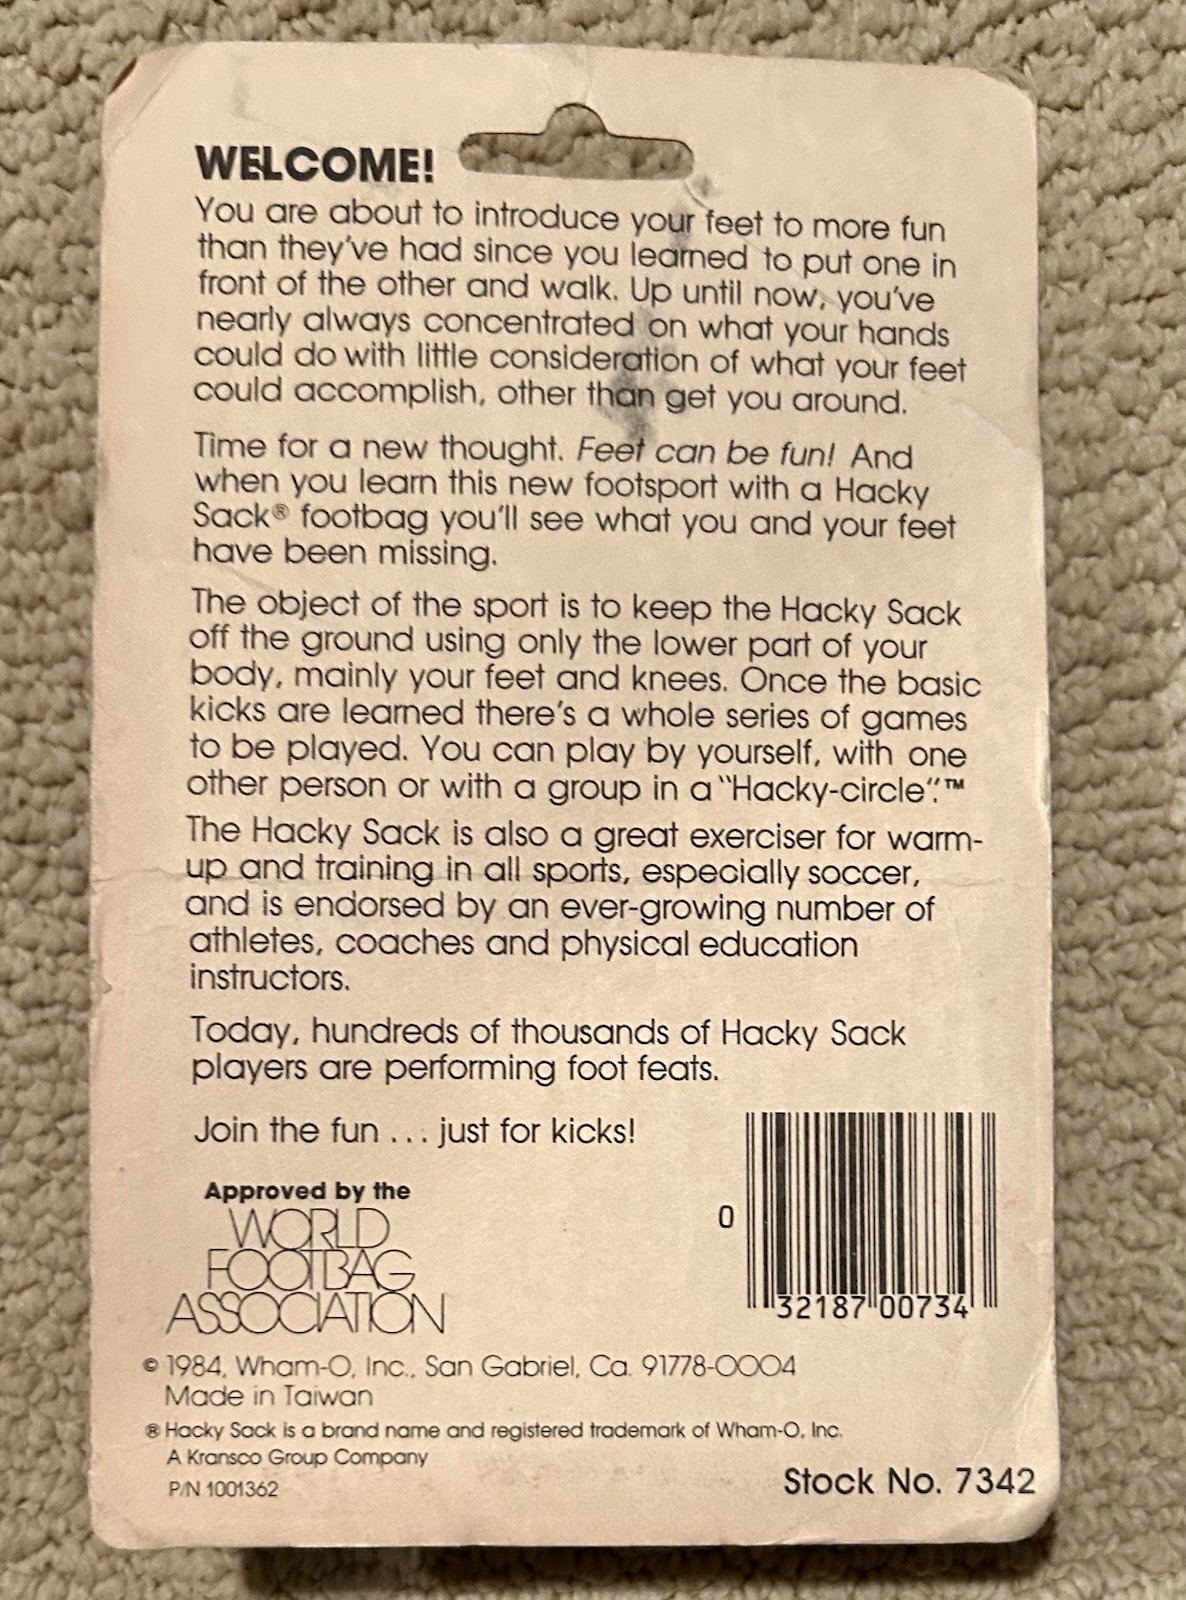 WELCOME!
You are about to introduce your feet to more fun
than they've had since you learned to put one in
front of the other and walk. Up until now, you've
nearly always concentrated on what your hands
could do with little consideration of what your feet
could accomplish, other than get you around.
Time for a new thought. Feet can be fun! And
when you learn this new footsport with a Hacky
Sack® footbag you'll see what you and your feet
have been missing.
The object of the sport is to keep the Hacky Sack
off the ground using only the lower part of your
body, mainly your feet and knees. Once the basic
kicks are learned there's a whole series of games
to be played. You can play by yourself, with one
other person or with a group in a "Hacky-circle".™
The Hacky Sack is also a great exerciser for warm-
up and training in all sports, especially soccer,
and is endorsed by an ever-growing number of
athletes, coaches and physical education
instructors.
Today, hundreds of thousands of Hacky Sack
players are performing foot feats.
Join the fun ... just for kicks!
Approved by the
WORLD
FOOTBAG
ASSOCIATION
0
32187 00734
© 1984, Wham-O, Inc., San Gabriel, Ca. 91778-0004
Made in Taiwan
® Hacky Sack is a brand name and registered trademark of Wham-O, Inc.
A Kransco Group Company
P/N 1001362
Stock No. 7342